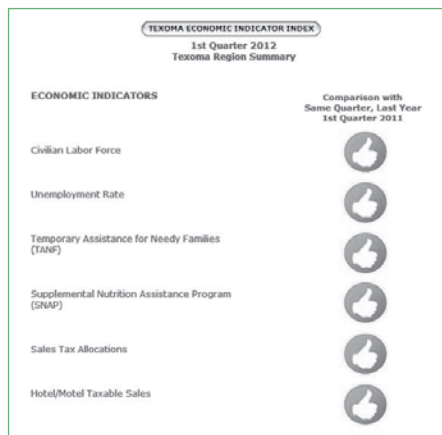 TEXOMA ECONOMIC INDICATOR INDEX
1st Quarter 2012
Texoma Region Summary
ECONOMIC INDICATORS
Comparison with
Same Quarter, Last Year
1st Quarter 2011
Civilian Labor Force
Unemployment Rate
Temporary Assistance for Needy Families
(TANF)
Supplemental Nutrition Assistance Program
(SNAP)
Sales Tax Allocations
Hotel/Motel Taxable Sales